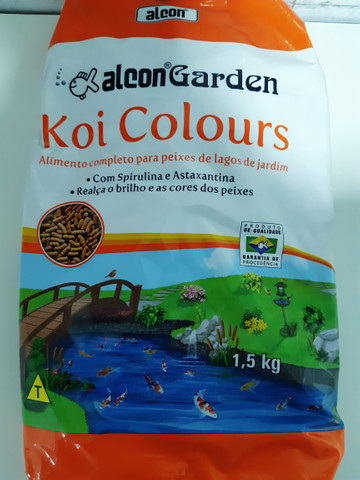 alcon®
alcon®Garden
Koi Colours
Alimento completo para peixes de lagos de jardim
• Com Spirulina e Astaxantina
• Realça o brilho e as cores dos peixes
PRODUTO
DE QUALIDADE
GARANTIA DE
PROCEDÊNCIA
1,5 kg
T